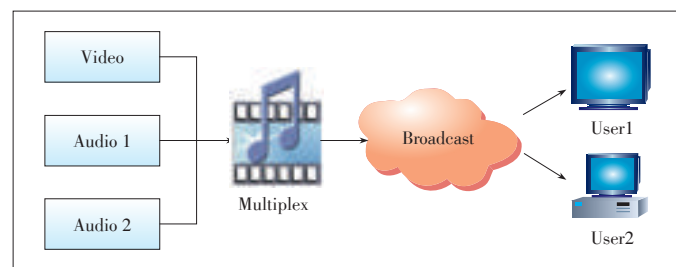 Video
Audio 1
Audio 2
Multiplex
Broadcast
User1
User2